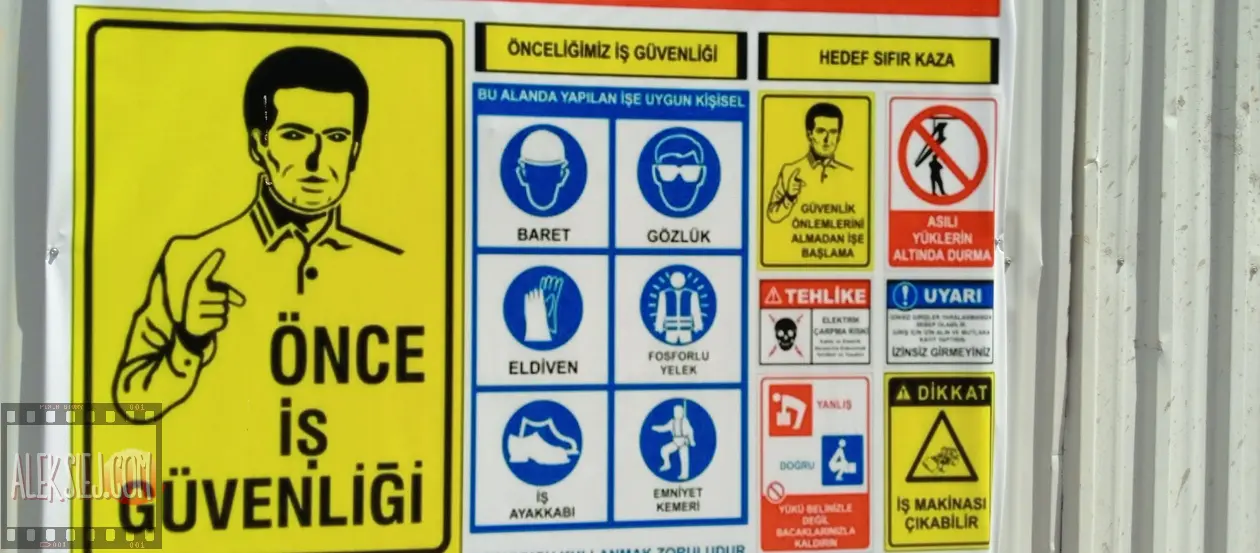 ÖNCE
İŞ
GÜVENLİĞİ
ÖNCELİĞİMİZ İŞ GÜVENLİĞİ
BU ALANDA YAPILAN İŞE UYGUN KİŞİSEL
BARET
GÖZLÜK
ELDİVEN
FOSFORLU
YELEK
İŞ
AYAKKABI
EMNİYET
KEMERİ
KULLANMAK ZORUNLUDUR
HEDEF SIFIR KAZA
GÜVENLİK
ÖNLEMLERİNİ
ALMADAN İŞE
BAŞLAMA
ASILI
YÜKLERİN
ALTINDA DURMA
TEHLİKE
ELEKTRİK
ÇARPMA RİSKİ
UYARI
İZİNSİZ GİRMEYİNİZ
YANLIŞ
DOĞRU
YÜKÜ BELİNİZLE
DEĞİL
BACAKLARINIZLA
KALDIRIN
DİKKAT
İŞ MAKİNASI
ÇIKABİLİR
ALEKSIEJ.COM